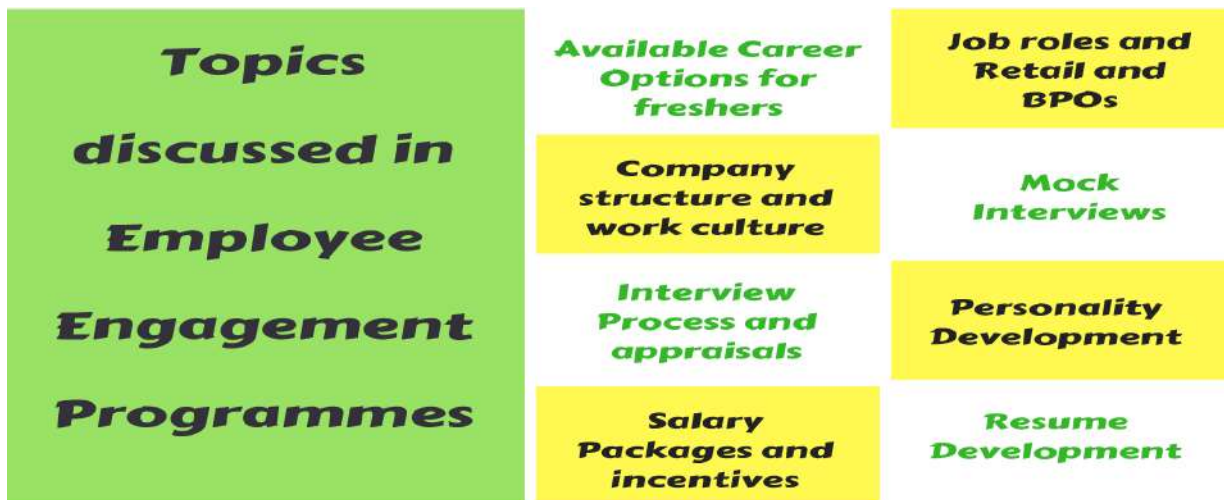 Topics
discussed in
Employee
Engagement
Programmes
Available Career
Options for
freshers
Job roles and
Retail and
BPOs
Company
structure and
work culture
Mock
Interviews
Interview
Process and
appraisals
Personality
Development
Salary
Packages and
incentives
Resume
Development